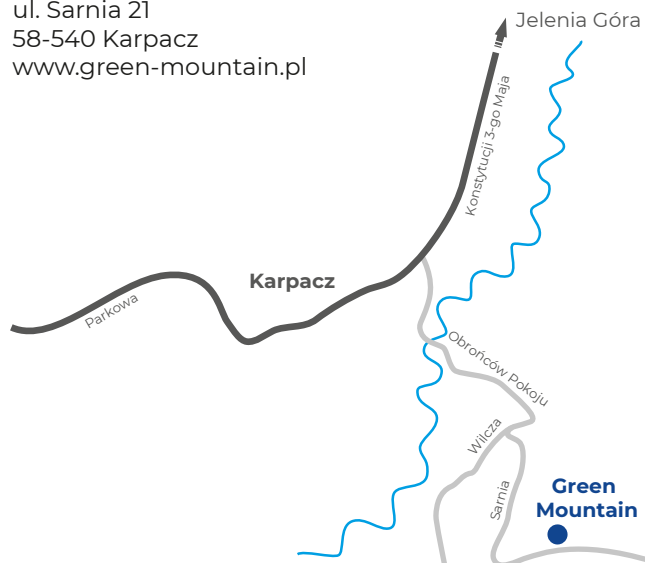 ul. Sarnia 21
58-540 Karpacz
www.green-mountain.pl
Jelenia Góra
Konstytucji 3-go Maja
Karpacz
Parkowa
Obrońców Pokoju
Wilcza
Sarnia
Green
Mountain